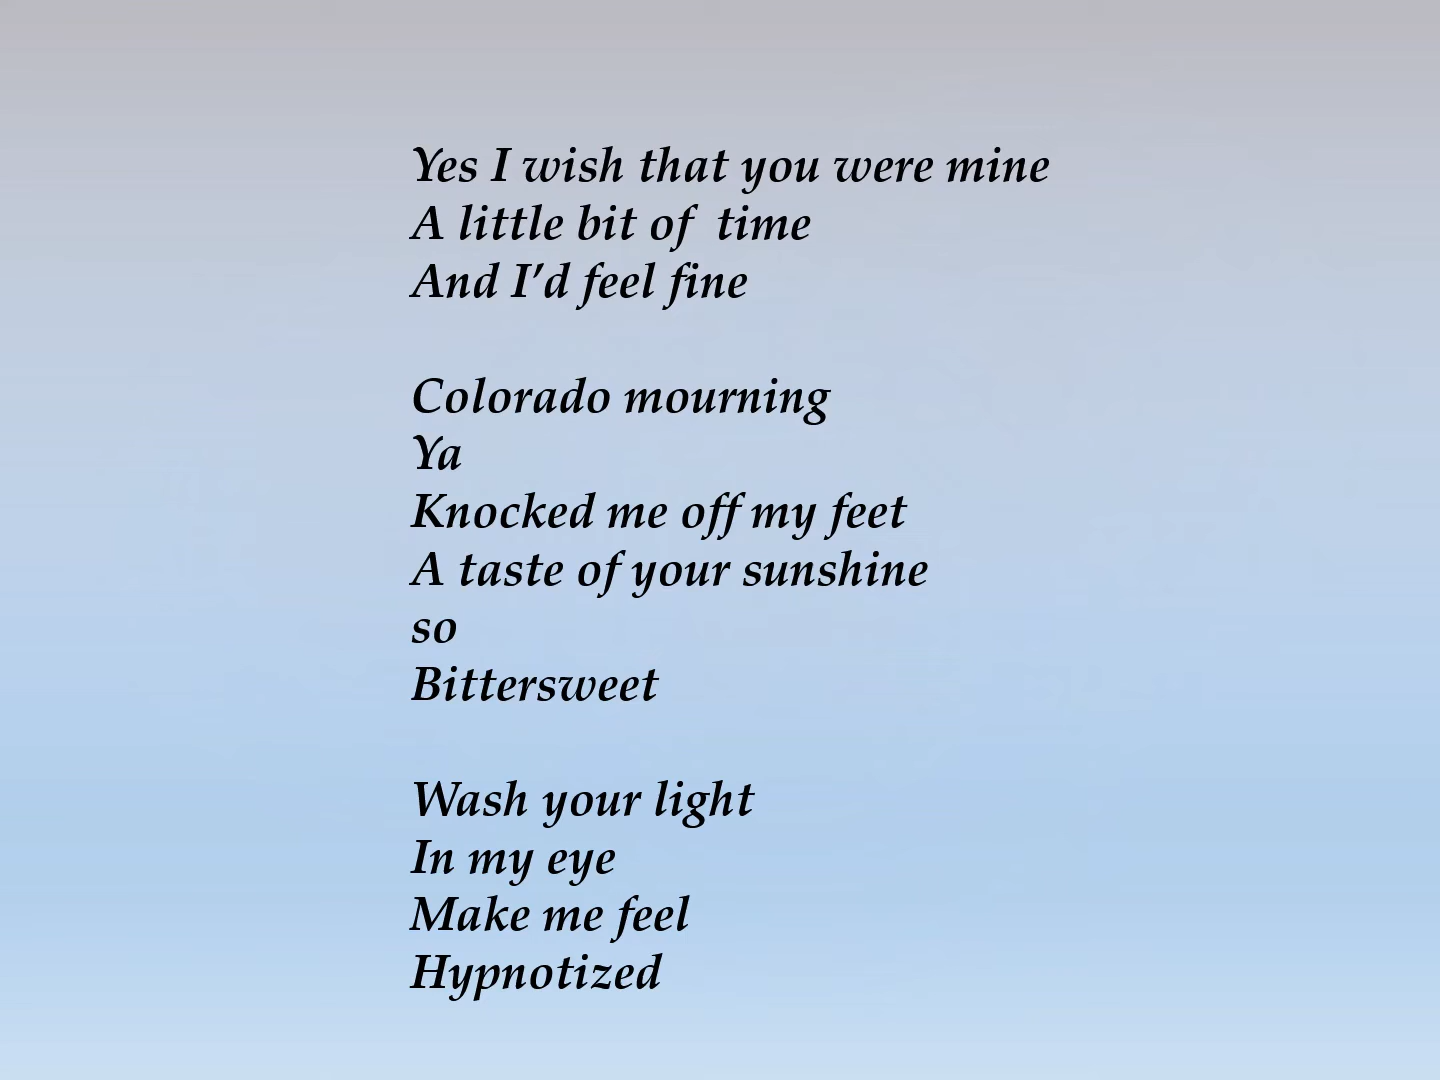 Yes I wish that you were mine
A little bit of time
And I’d feel fine
Colorado mourning
Ya
Knocked me off my feet
A taste of your sunshine
so
Bittersweet
Wash your light
In my eye
Make me feel
Hypnotized